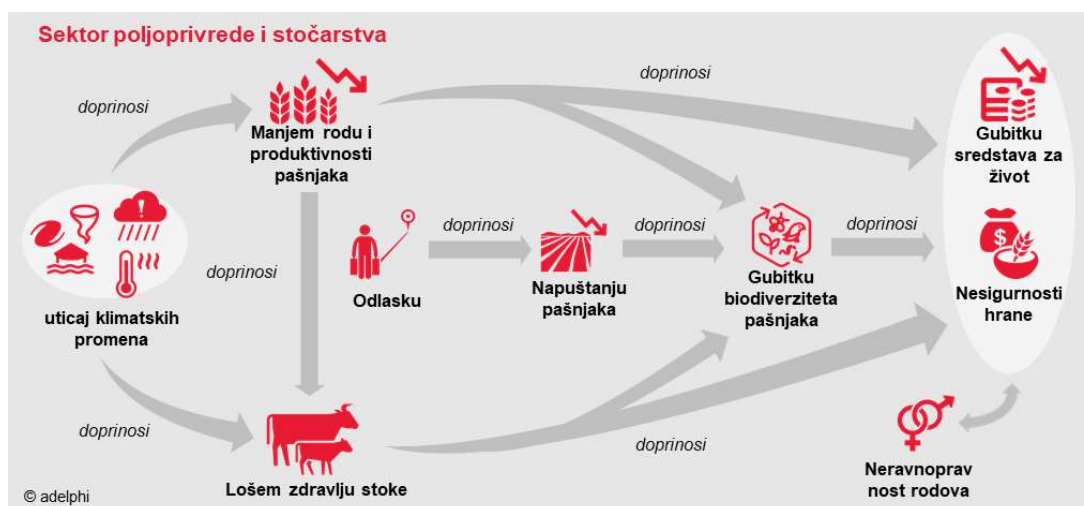 Sektor poljoprivrede i stočarstva
doprinosi
doprinosi
Manjem rodu i
produktivnosti
pašnjaka
Gubitku
sredstava za
život
uticaj klimatskih
promena
doprinosi
Odlasku
doprinosi
Napuštanju
pašnjaka
doprinosi
Gubitku
biodiverziteta
pašnjaka
doprinosi
$
Nesigurnosti
hrane
doprinosi
Lošem zdravlju stoke
doprinosi
Neravnoprav
nost rodova
© adelphi